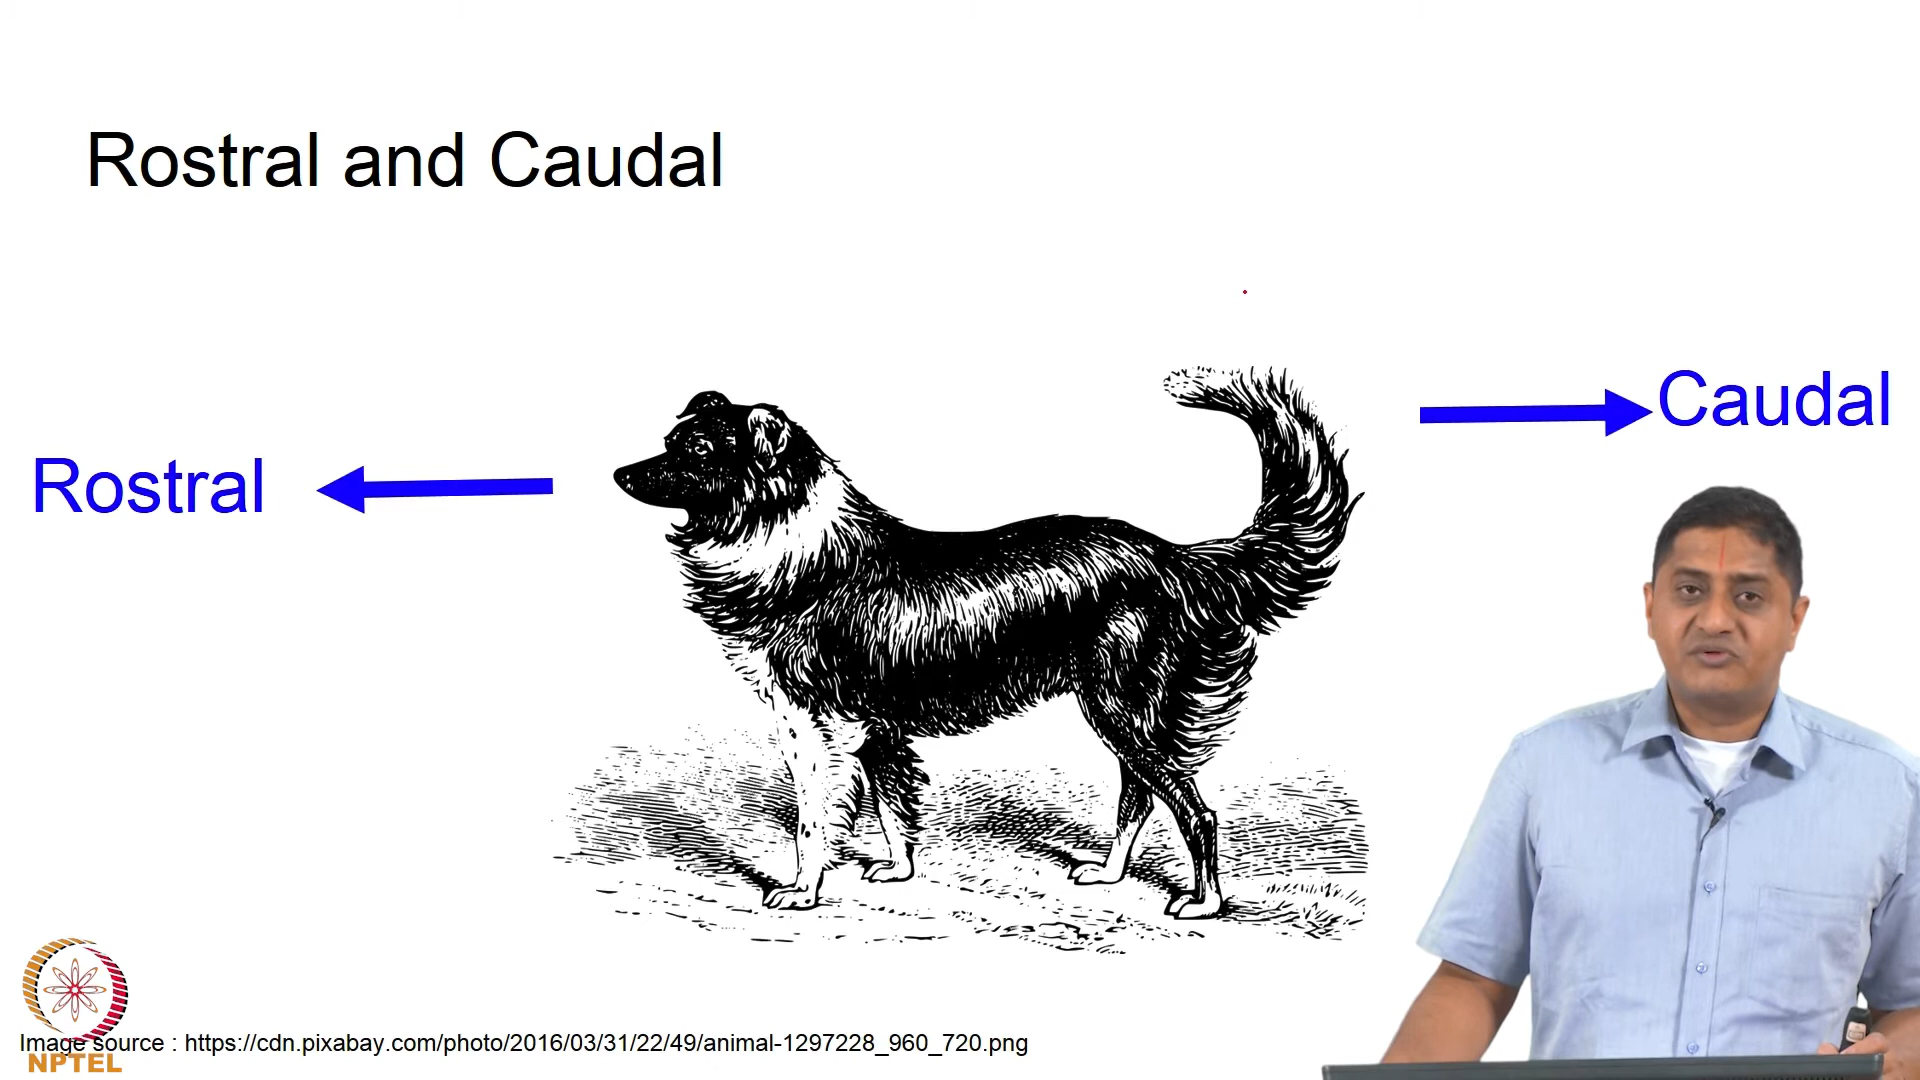 Rostral and Caudal
Caudal
Rostral
Image source : https://cdn.pixabay.com/photo/2016/03/31/22/49/animal-1297228_960_720.png
NPTEL